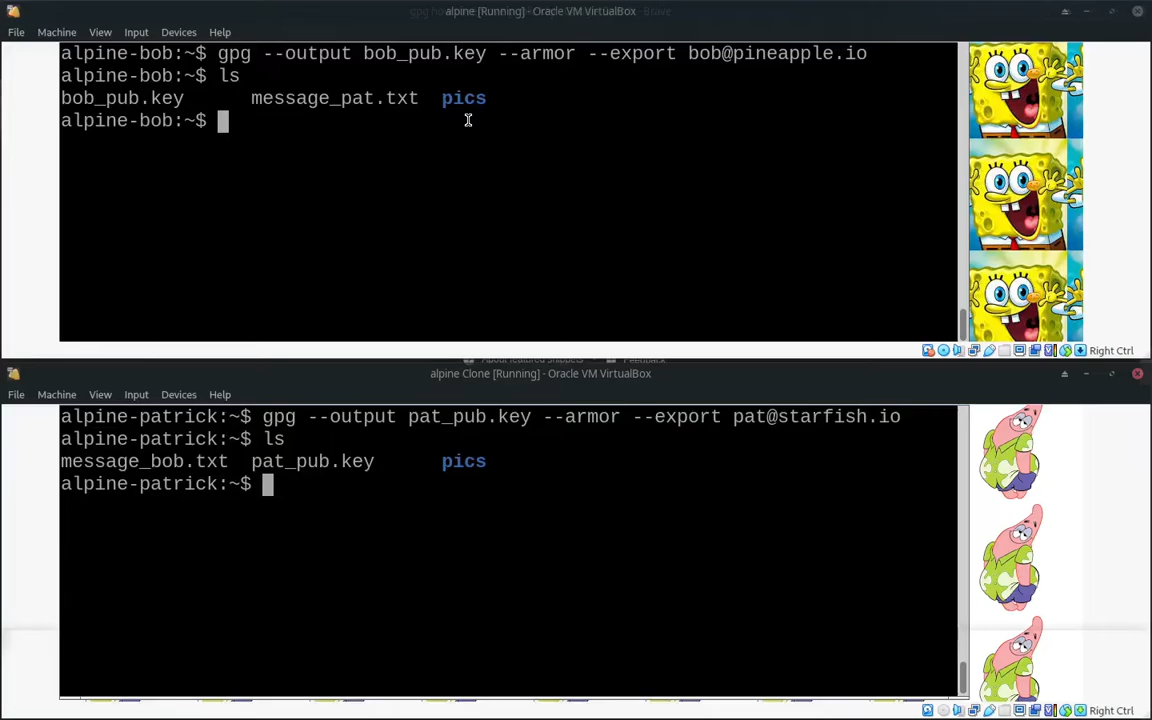 alpine [Running] - Oracle VM VirtualBox
File Machine View Input Devices Help
alpine-bob:~$ gpg --output bob_pub.key --armor --export bob@pineapple.io
alpine-bob:~$ ls
bob_pub.key message_pat.txt pics
alpine-bob:~$
Right Ctrl
alpine Clone [Running] - Oracle VM VirtualBox
File Machine View Input Devices Help
alpine-patrick:~$ gpg --output pat_pub.key --armor --export pat@starfish.io
alpine-patrick:~$ ls
message_bob.txt pat_pub.key pics
alpine-patrick:~$
Right Ctrl